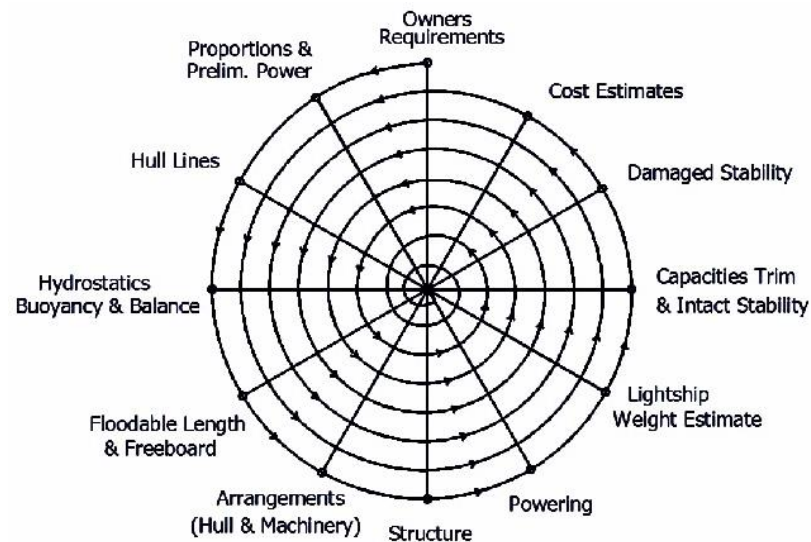 Owners
Requirements
Proportions &
Prelim. Power
Cost Estimates
Hull Lines
Damaged Stability
Hydrostatics
Buoyancy & Balance
Capacities Trim
& Intact Stability
Floodable Length
& Freeboard
Lightship
Weight Estimate
Arrangements
(Hull & Machinery)
Structure
Powering